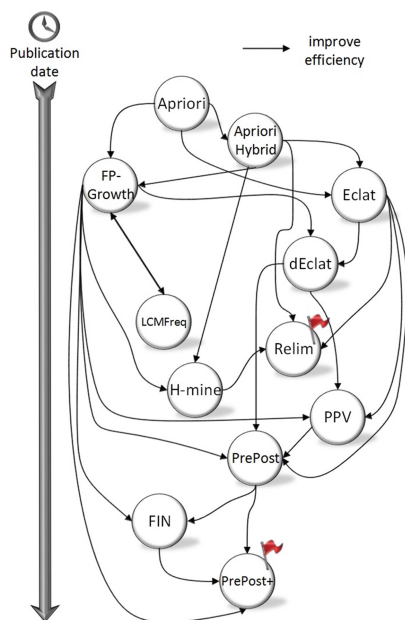 Publication
date
improve
efficiency
Apriori
Apriori
Hybrid
FP-
Growth
Eclat
dEclat
LCMFreq
Relim
H-mine
PPV
PrePost
FIN
PrePost+